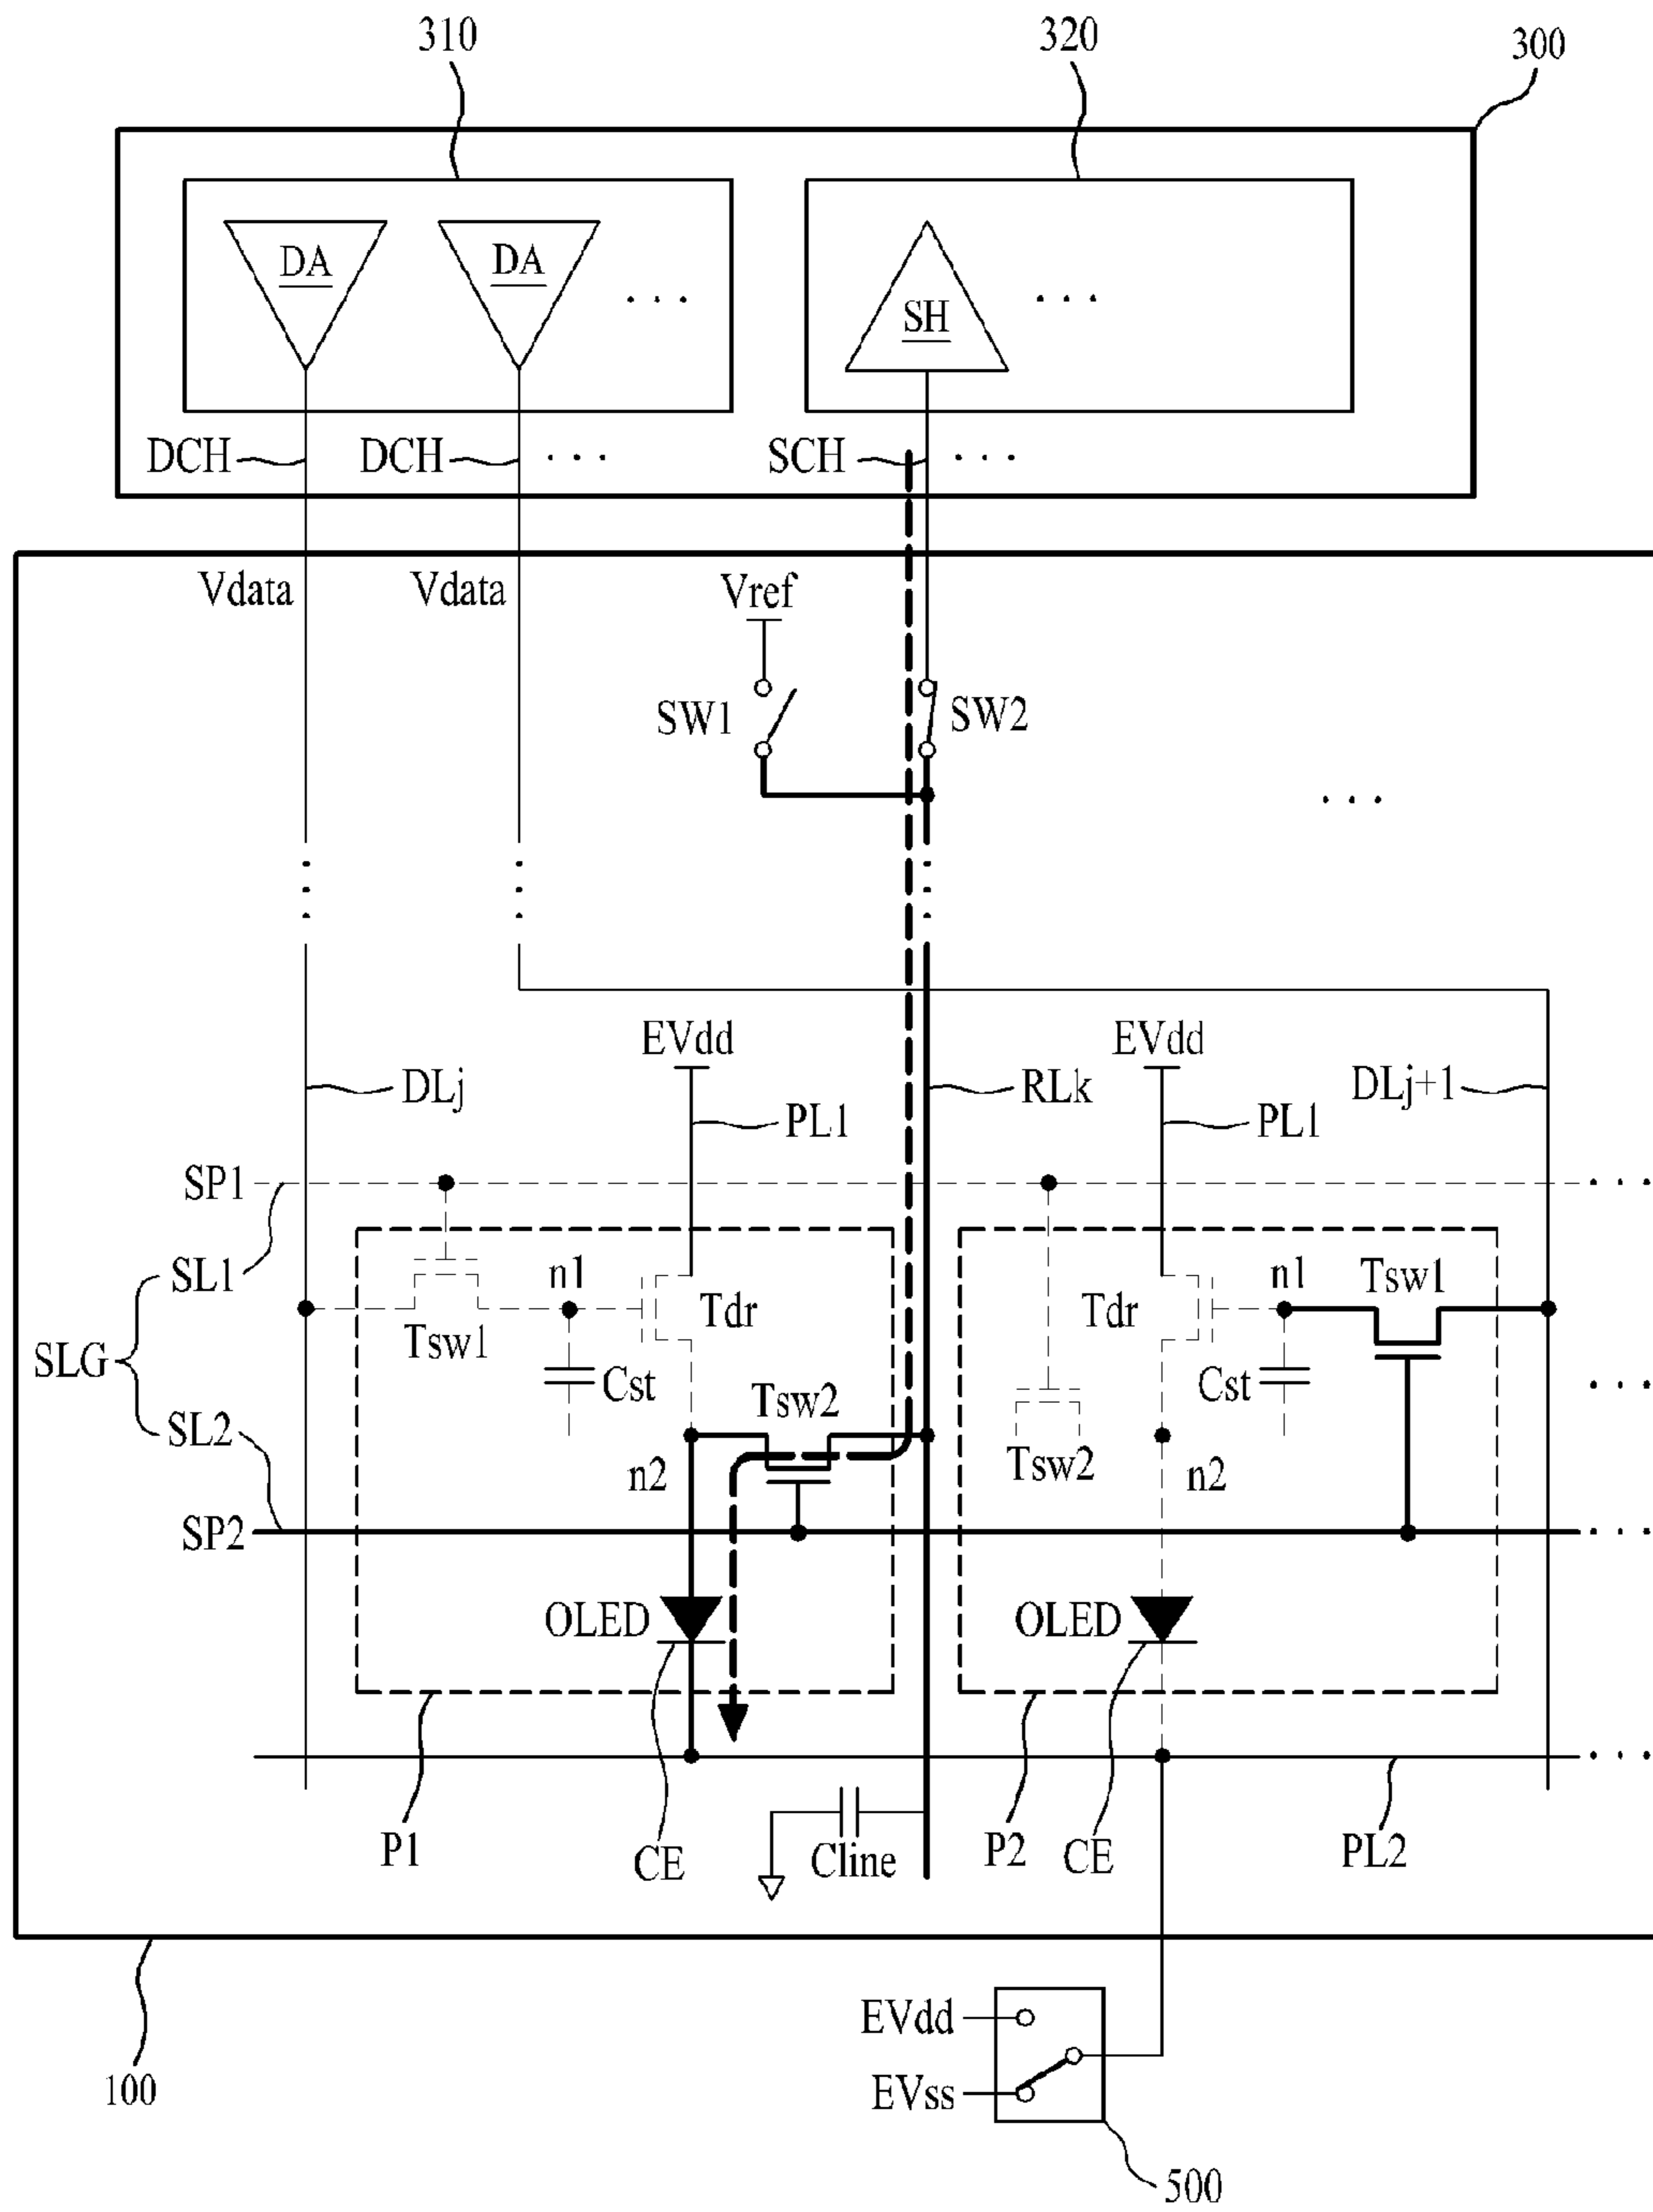 310
320
300
DA
DA
. . .
SH
. . .
DCH
DCH
. . .
SCH
. . .
Vdata
Vdata
Vref
SW1
SW2
. . .
EVdd
EVdd
DLj
PL1
RLk
PL1
DLj+1
SP1
. . .
SL1
n1
Tdr
Tsw1
Tdr
n1
Tsw1
SLG
Cst
Cst
. . .
SL2
Tsw2
n2
Tsw2
n2
SP2
. . .
OLED
OLED
. . .
P1
CE
Cline
P2
CE
PL2
100
EVdd
EVss
500